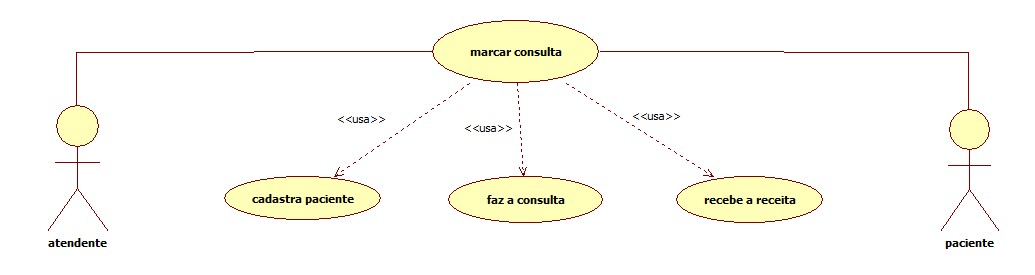 marcar consulta
<<usa>>
<<usa>>
<<usa>>
cadastra paciente
faz a consulta
recebe a receita
atendente
paciente